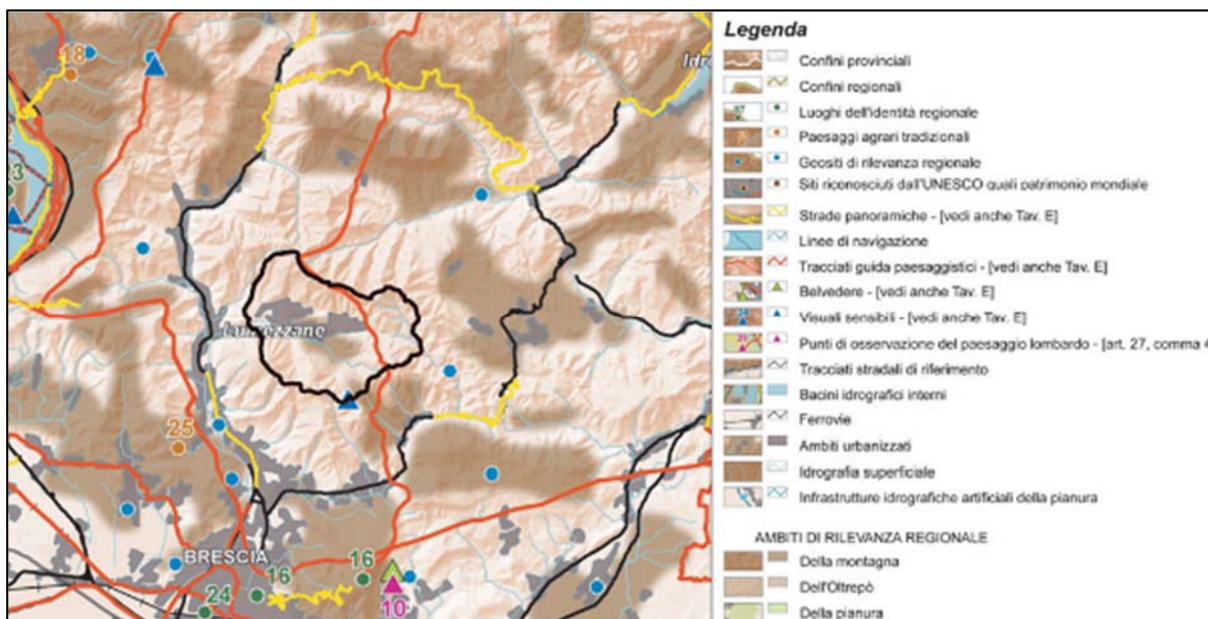 18
Idr
23
Lumezzane
25
BRESCIA
16
16
24
10
Legenda
Confini provinciali
Confini regionali
Luoghi dell'identità regionale
Paesaggi agrari tradizionali
Geositi di rilevanza regionale
Siti riconosciuti dall'UNESCO quali patrimonio mondiale
Strade panoramiche - [vedi anche Tav. E]
Linee di navigazione
Tracciati guida paesaggistici - [vedi anche Tav. E]
Belvedere - [vedi anche Tav. E]
Visuali sensibili - [vedi anche Tav. E]
Punti di osservazione del paesaggio lombardo - [art. 27, comma 4
Tracciati stradali di riferimento
Bacini idrografici interni
Ferrovie
Ambiti urbanizzati
Idrografia superficiale
Infrastrutture idrografiche artificiali della pianura
AMBITI DI RILEVANZA REGIONALE
Della montagna
Dell'Oltrepò
Della pianura